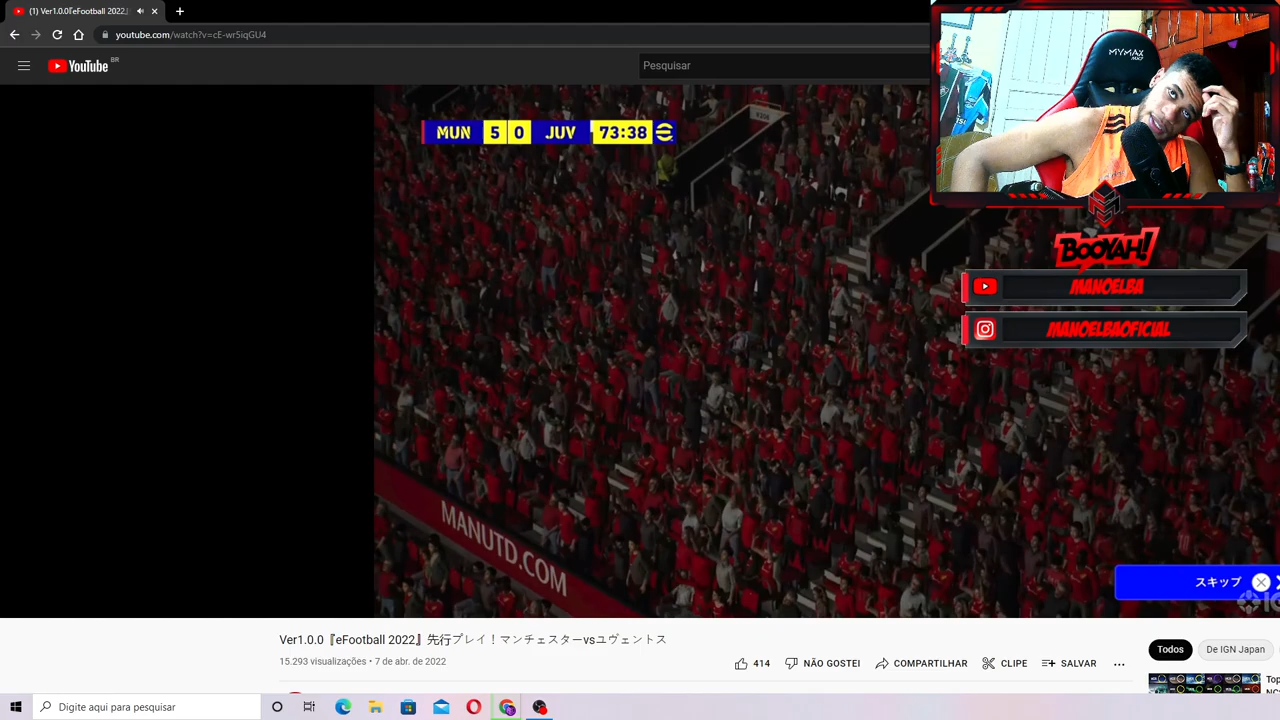 (1) Ver1.0.0『eFootball 2022』
youtube.com/watch?v=cE-wr5iqGU4
YouTube BR
Pesquisar
MUN 5 0 JUV 73:38
MYMAX
MX7
BOOYAH!
MANOELBA
MANOELBAOFICIAL
MANUTD.COM
スキップ
Ver1.0.0『eFootball 2022』先行プレイ！マンチェスターvsユヴェントス
15.293 visualizações • 7 de abr. de 2022
414 NÃO GOSTEI COMPARTILHAR CLIPE SALVAR
Todos De IGN Japan
Digite aqui para pesquisar